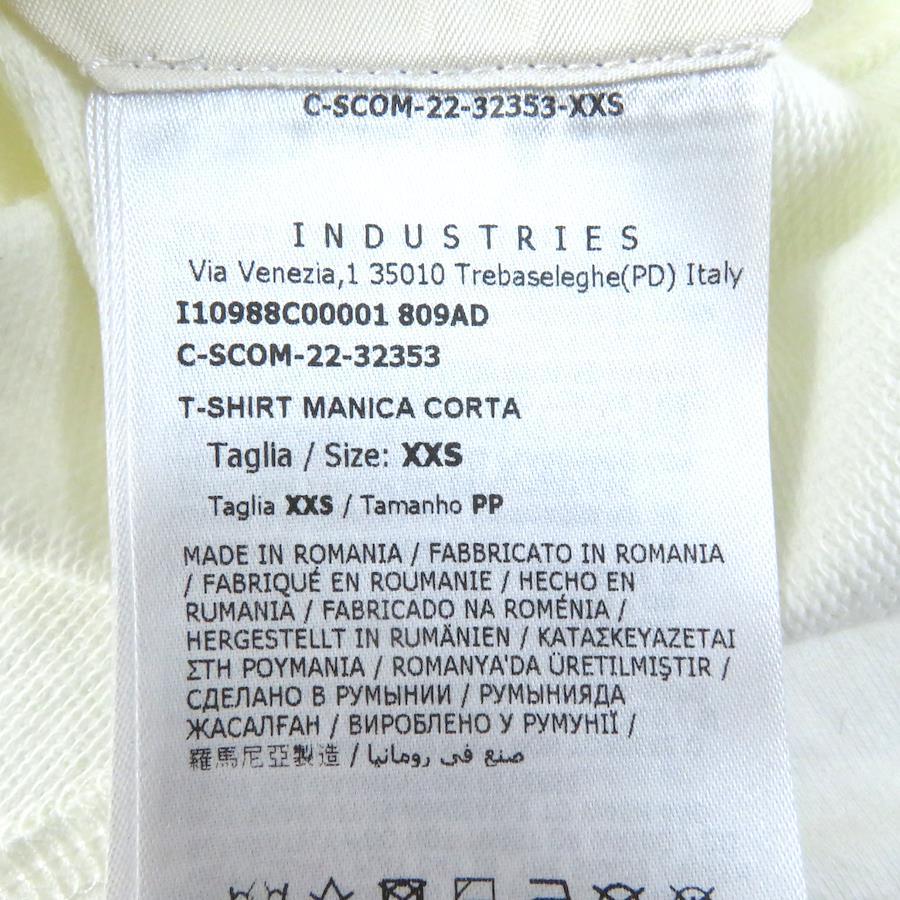 C-SCOM-22-32353-XXS
INDUSTRIES
Via Venezia,1 35010 Trebaseleghe(PD) Italy
I10988C00001 809AD
C-SCOM-22-32353
T-SHIRT MANICA CORTA
Taglia / Size: XXS
Taglia XXS / Tamanho PP
MADE IN ROMANIA / FABBRICATO IN ROMANIA
/ FABRIQUÉ EN ROUMANIE / HECHO EN
RUMANIA / FABRICADO NA ROMÉNIA /
HERGESTELLT IN RUMÄNIEN / ΚΑΤΑΣΚΕΥΑΖΕΤΑΙ
ΣΤΗ ΡΟΥΜΑΝΙΑ / ROMANYA'DA ÜRETILMIŞTIR /
СДЕЛАНО В РУМЫНИИ / РУМЫНИЯДА
ЖАСАЛҒАН / ВИРОБЛЕНО У РУМУНІЇ /
羅馬尼亞製造 / صنع في رومانيا